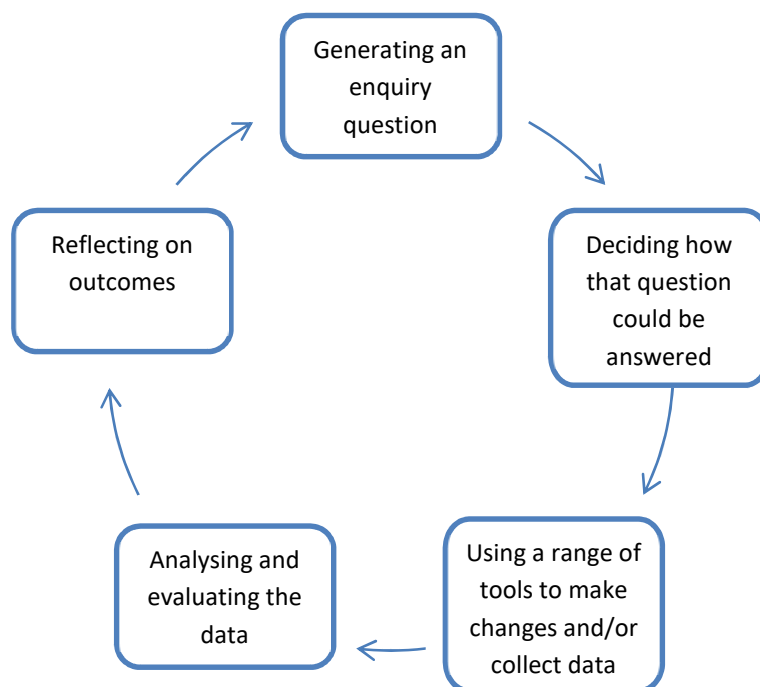 Generating an
enquiry
question
Deciding how
that question
could be
answered
Using a range of
tools to make
changes and/or
collect data
Analysing and
evaluating the
data
Reflecting on
outcomes